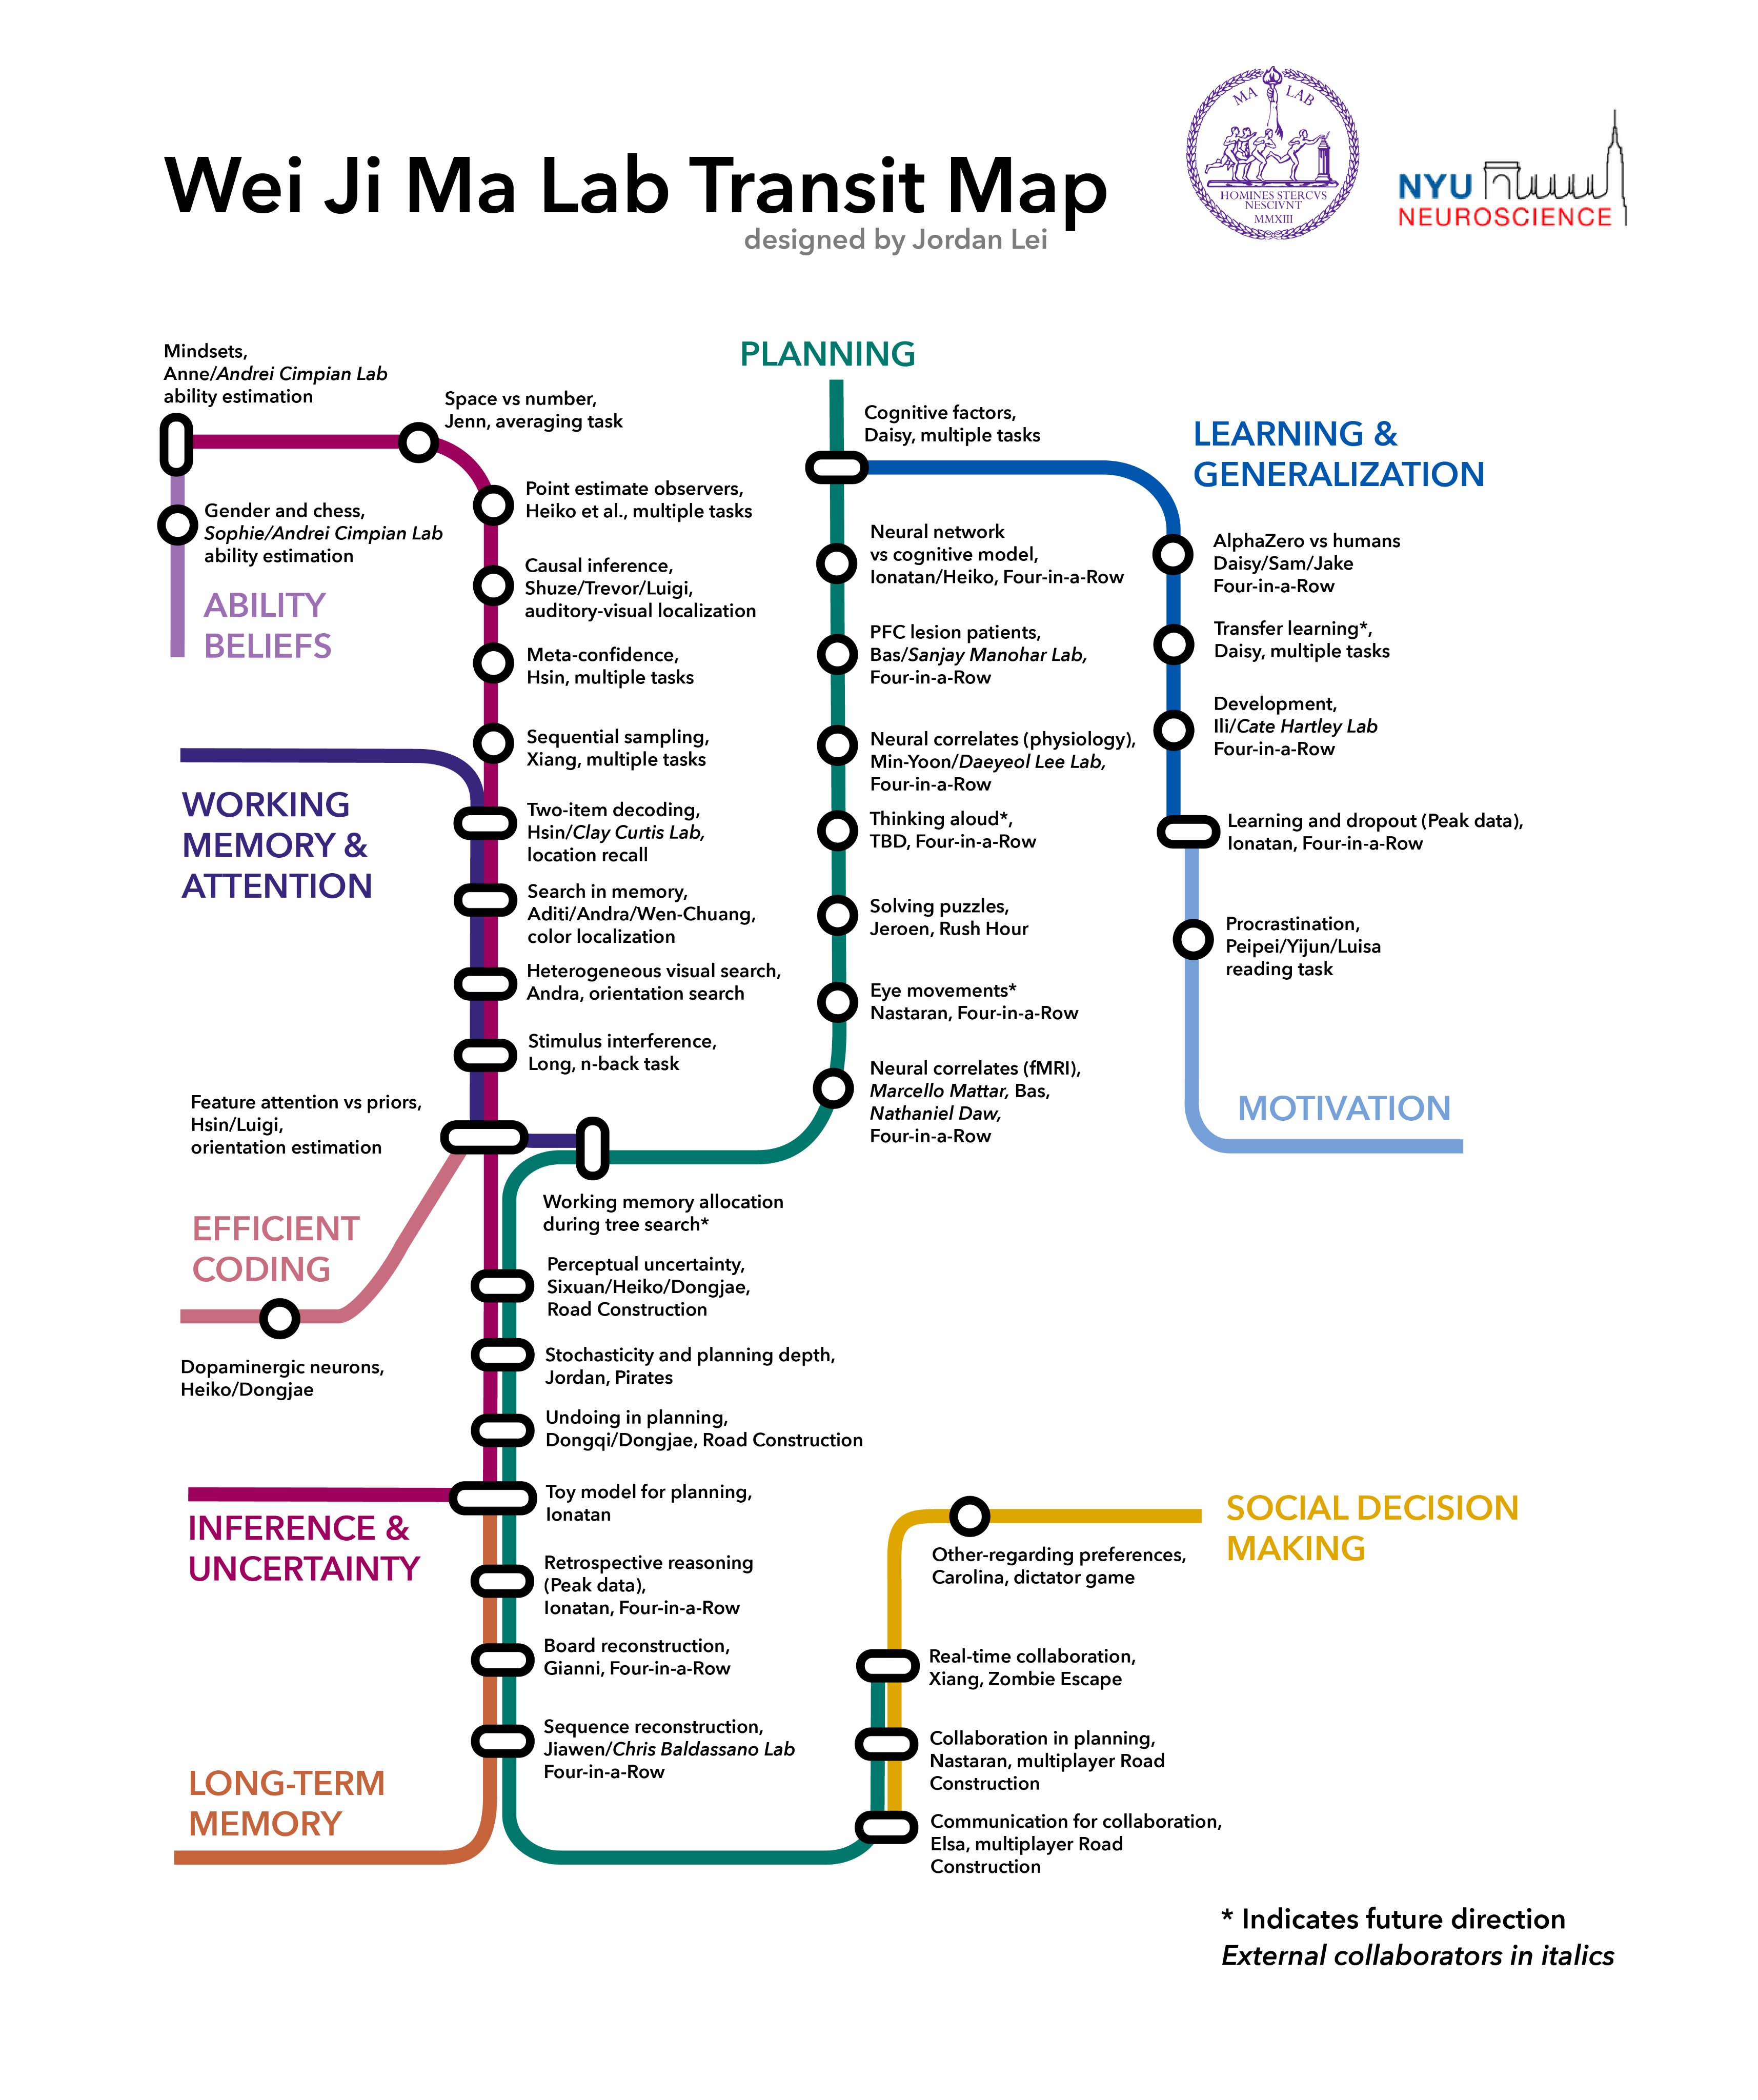 MA LAB
HOMINES STERCVS
NESCIVNT
MMXIII
NYU
NEUROSCIENCE
Wei Ji Ma Lab Transit Map
designed by Jordan Lei
Mindsets,
Anne/Andrei Cimpian Lab
ability estimation
Space vs number,
Jenn, averaging task
Gender and chess,
Sophie/Andrei Cimpian Lab
ability estimation
ABILITY
BELIEFS
Point estimate observers,
Heiko et al., multiple tasks
Causal inference,
Shuze/Trevor/Luigi,
auditory-visual localization
Meta-confidence,
Hsin, multiple tasks
Sequential sampling,
Xiang, multiple tasks
WORKING
MEMORY &
ATTENTION
Two-item decoding,
Hsin/Clay Curtis Lab,
location recall
Search in memory,
Aditi/Andra/Wen-Chuang,
color localization
Heterogeneous visual search,
Andra, orientation search
Stimulus interference,
Long, n-back task
Feature attention vs priors,
Hsin/Luigi,
orientation estimation
EFFICIENT
CODING
Dopaminergic neurons,
Heiko/Dongjae
PLANNING
Cognitive factors,
Daisy, multiple tasks
Neural network
vs cognitive model,
Ionatan/Heiko, Four-in-a-Row
PFC lesion patients,
Bas/Sanjay Manohar Lab,
Four-in-a-Row
Neural correlates (physiology),
Min-Yoon/Daeyeol Lee Lab,
Four-in-a-Row
Thinking aloud*,
TBD, Four-in-a-Row
Solving puzzles,
Jeroen, Rush Hour
Eye movements*
Nastaran, Four-in-a-Row
Neural correlates (fMRI),
Marcello Mattar, Bas,
Nathaniel Daw,
Four-in-a-Row
LEARNING &
GENERALIZATION
AlphaZero vs humans
Daisy/Sam/Jake
Four-in-a-Row
Transfer learning*,
Daisy, multiple tasks
Development,
Ili/Cate Hartley Lab
Four-in-a-Row
Learning and dropout (Peak data),
Ionatan, Four-in-a-Row
Procrastination,
Peipei/Yijun/Luisa
reading task
MOTIVATION
Working memory allocation
during tree search*
Perceptual uncertainty,
Sixuan/Heiko/Dongjae,
Road Construction
Stochasticity and planning depth,
Jordan, Pirates
Undoing in planning,
Dongqi/Dongjae, Road Construction
Toy model for planning,
Ionatan
INFERENCE &
UNCERTAINTY
Retrospective reasoning
(Peak data),
Ionatan, Four-in-a-Row
Board reconstruction,
Gianni, Four-in-a-Row
Sequence reconstruction,
Jiawen/Chris Baldassano Lab
Four-in-a-Row
LONG-TERM
MEMORY
SOCIAL DECISION
MAKING
Other-regarding preferences,
Carolina, dictator game
Real-time collaboration,
Xiang, Zombie Escape
Collaboration in planning,
Nastaran, multiplayer Road
Construction
Communication for collaboration,
Elsa, multiplayer Road
Construction
* Indicates future direction
External collaborators in italics